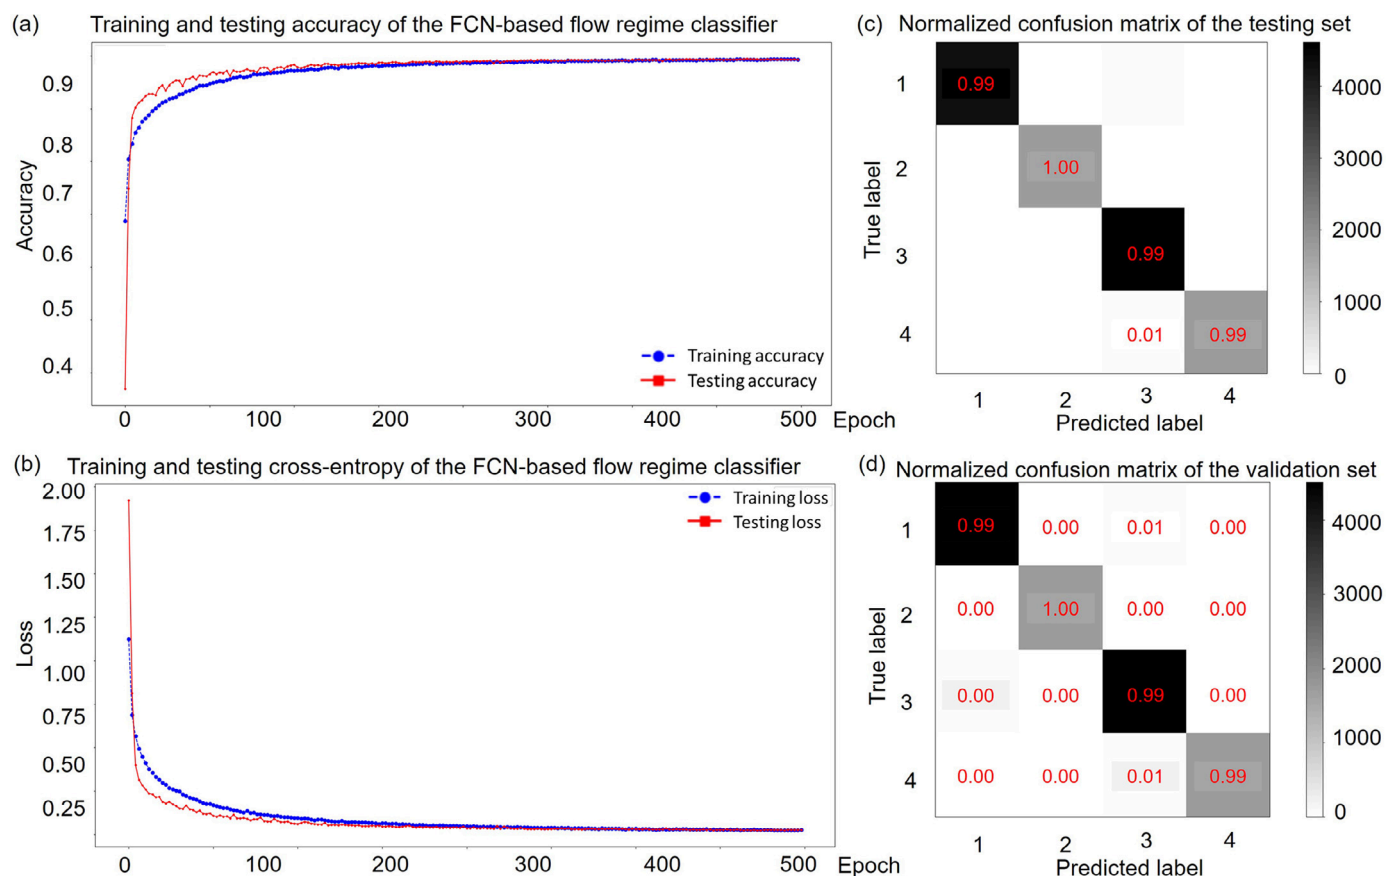 (a) Training and testing accuracy of the FCN-based flow regime classifier
0.9
0.8
0.7
0.6
0.5
0.4
Accuracy
Training accuracy
Testing accuracy
0 100 200 300 400 500 Epoch
(b) Training and testing cross-entropy of the FCN-based flow regime classifier
2.00
1.75
1.50
1.25
1.00
0.75
0.50
0.25
Loss
Training loss
Testing loss
0 100 200 300 400 500 Epoch
(c) Normalized confusion matrix of the testing set
True label
1 0.99
2 1.00
3 0.99
4 0.01 0.99
1 2 3 4
Predicted label
4000
3000
2000
1000
0
(d) Normalized confusion matrix of the validation set
True label
1 0.99 0.00 0.01 0.00
2 0.00 1.00 0.00 0.00
3 0.00 0.00 0.99 0.00
4 0.00 0.00 0.01 0.99
1 2 3 4
Predicted label
4000
3000
2000
1000
0